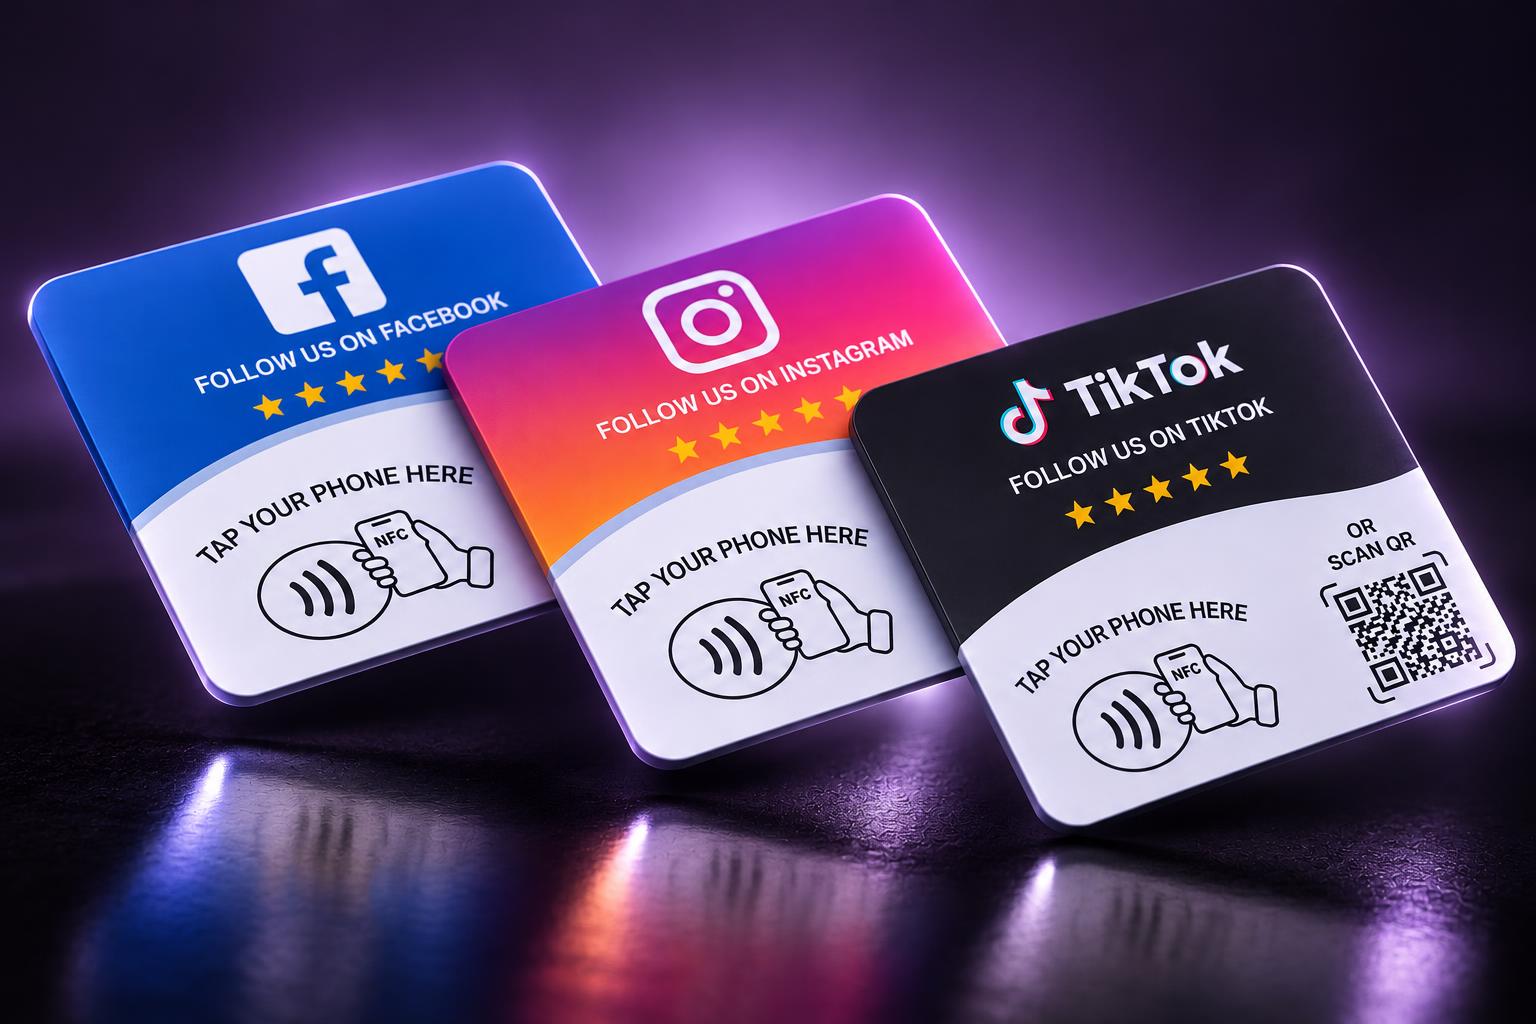 FOLLOW US ON FACEBOOK
TAP YOUR PHONE HERE
NFC
FOLLOW US ON INSTAGRAM
TAP YOUR PHONE HERE
NFC
TikTok
FOLLOW US ON TIKTOK
TAP YOUR PHONE HERE
NFC
OR
SCAN QR